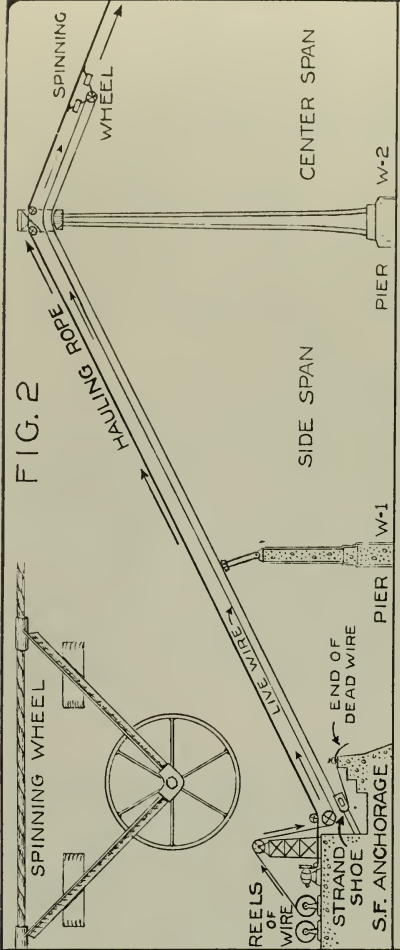 FIG. 2
SPINNING
WHEEL
HAULING ROPE
CENTER SPAN
SIDE SPAN
PIER W-2
PIER W-1
SPINNING WHEEL
LIVE WIRE
END OF
DEAD WIRE
REELS
OF
WIRE
STRAND
SHOE
S.F. ANCHORAGE